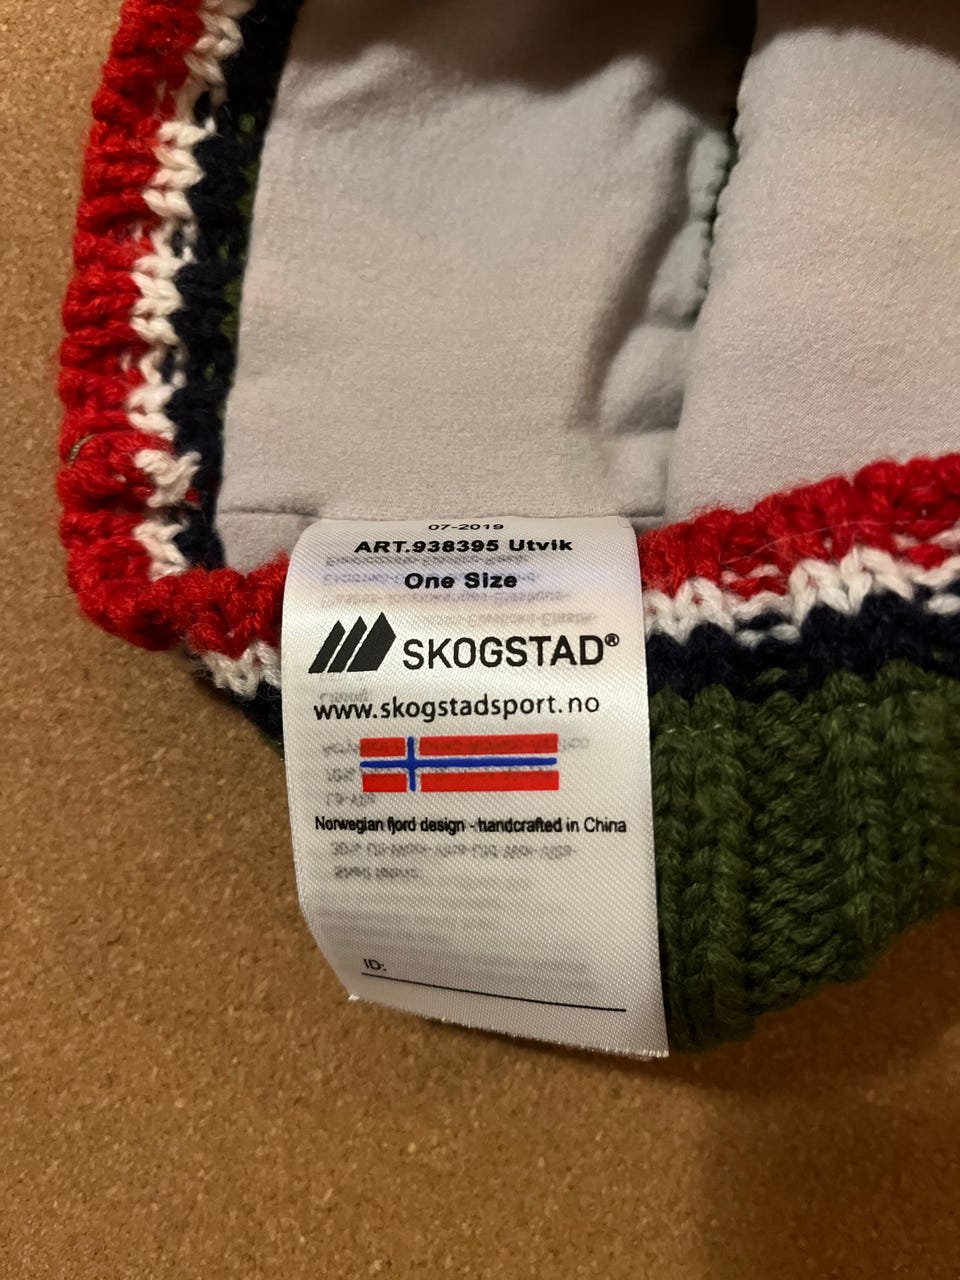 07-2019
ART.938395 Utvik
One Size
SKOGSTAD®
www.skogstadsport.no
Norwegian fjord design - handcrafted in China
ID: